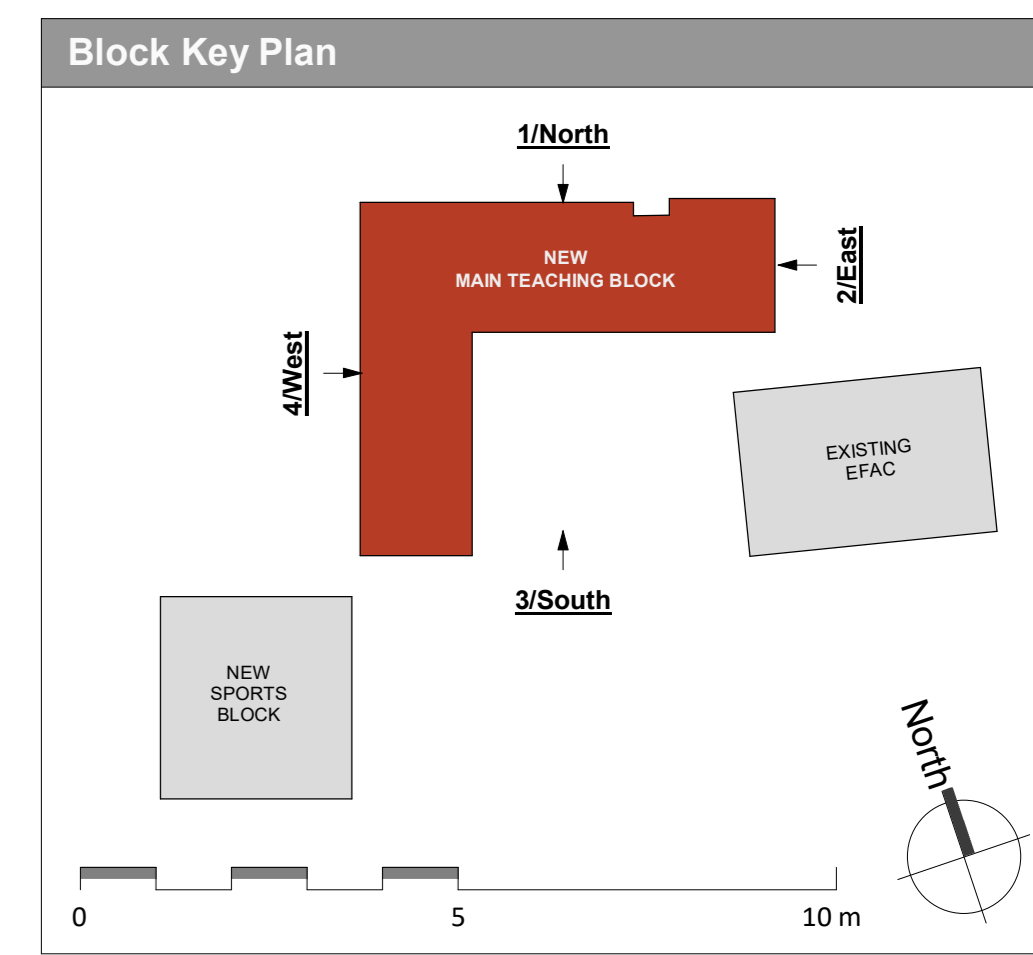 Block Key Plan
1/North
NEW
MAIN TEACHING BLOCK
2/East
4/West
EXISTING
EFAC
3/South
NEW
SPORTS
BLOCK
North
0
5
10 m